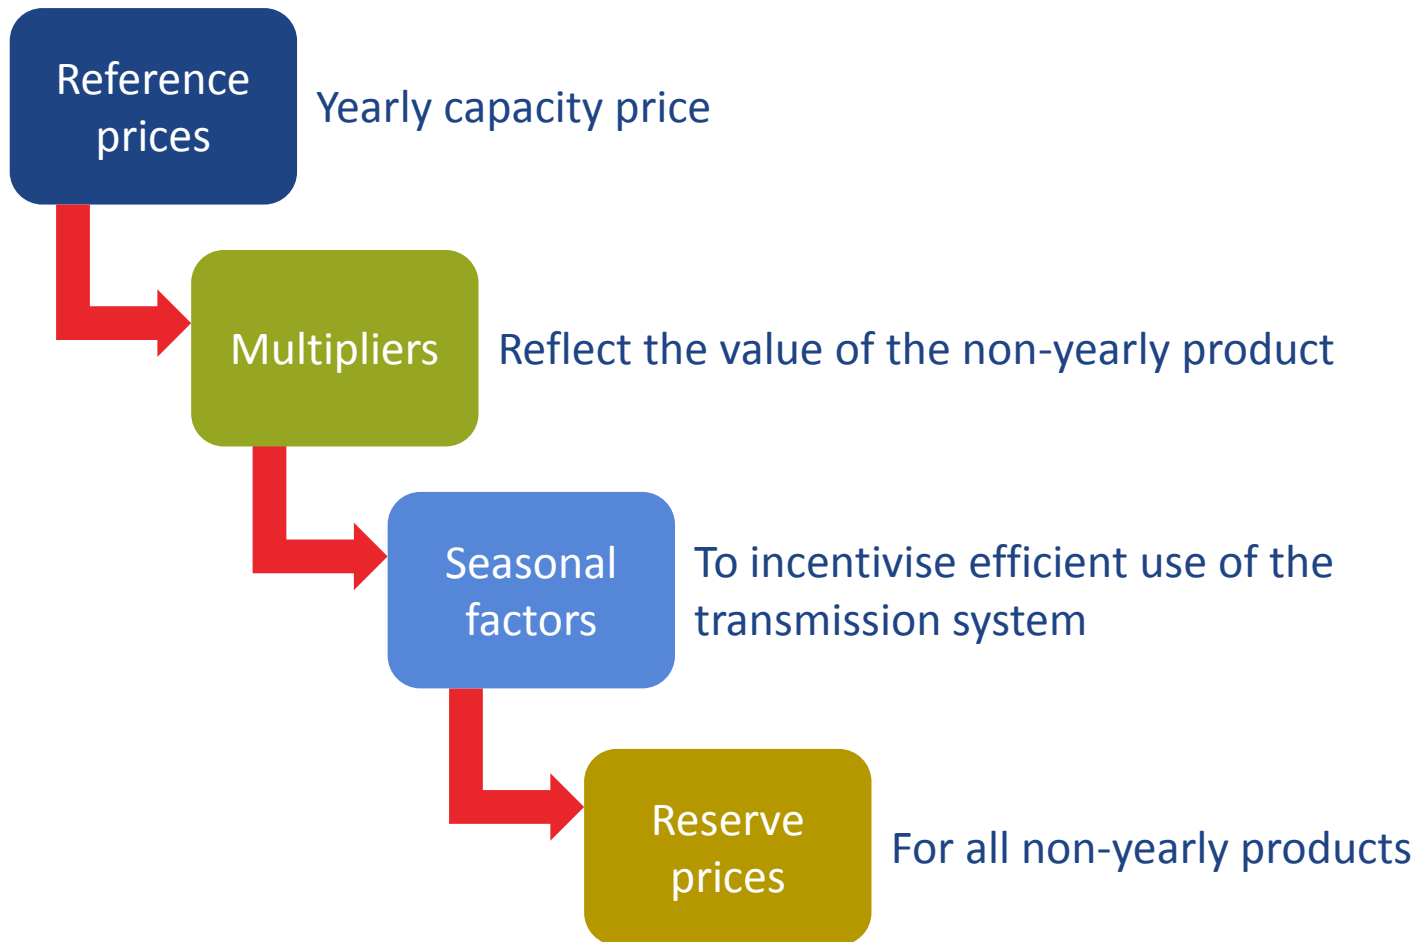 Reference
prices
Yearly capacity price
Multipliers
Reflect the value of the non-yearly product
Seasonal
factors
To incentivise efficient use of the
transmission system
Reserve
prices
For all non-yearly products